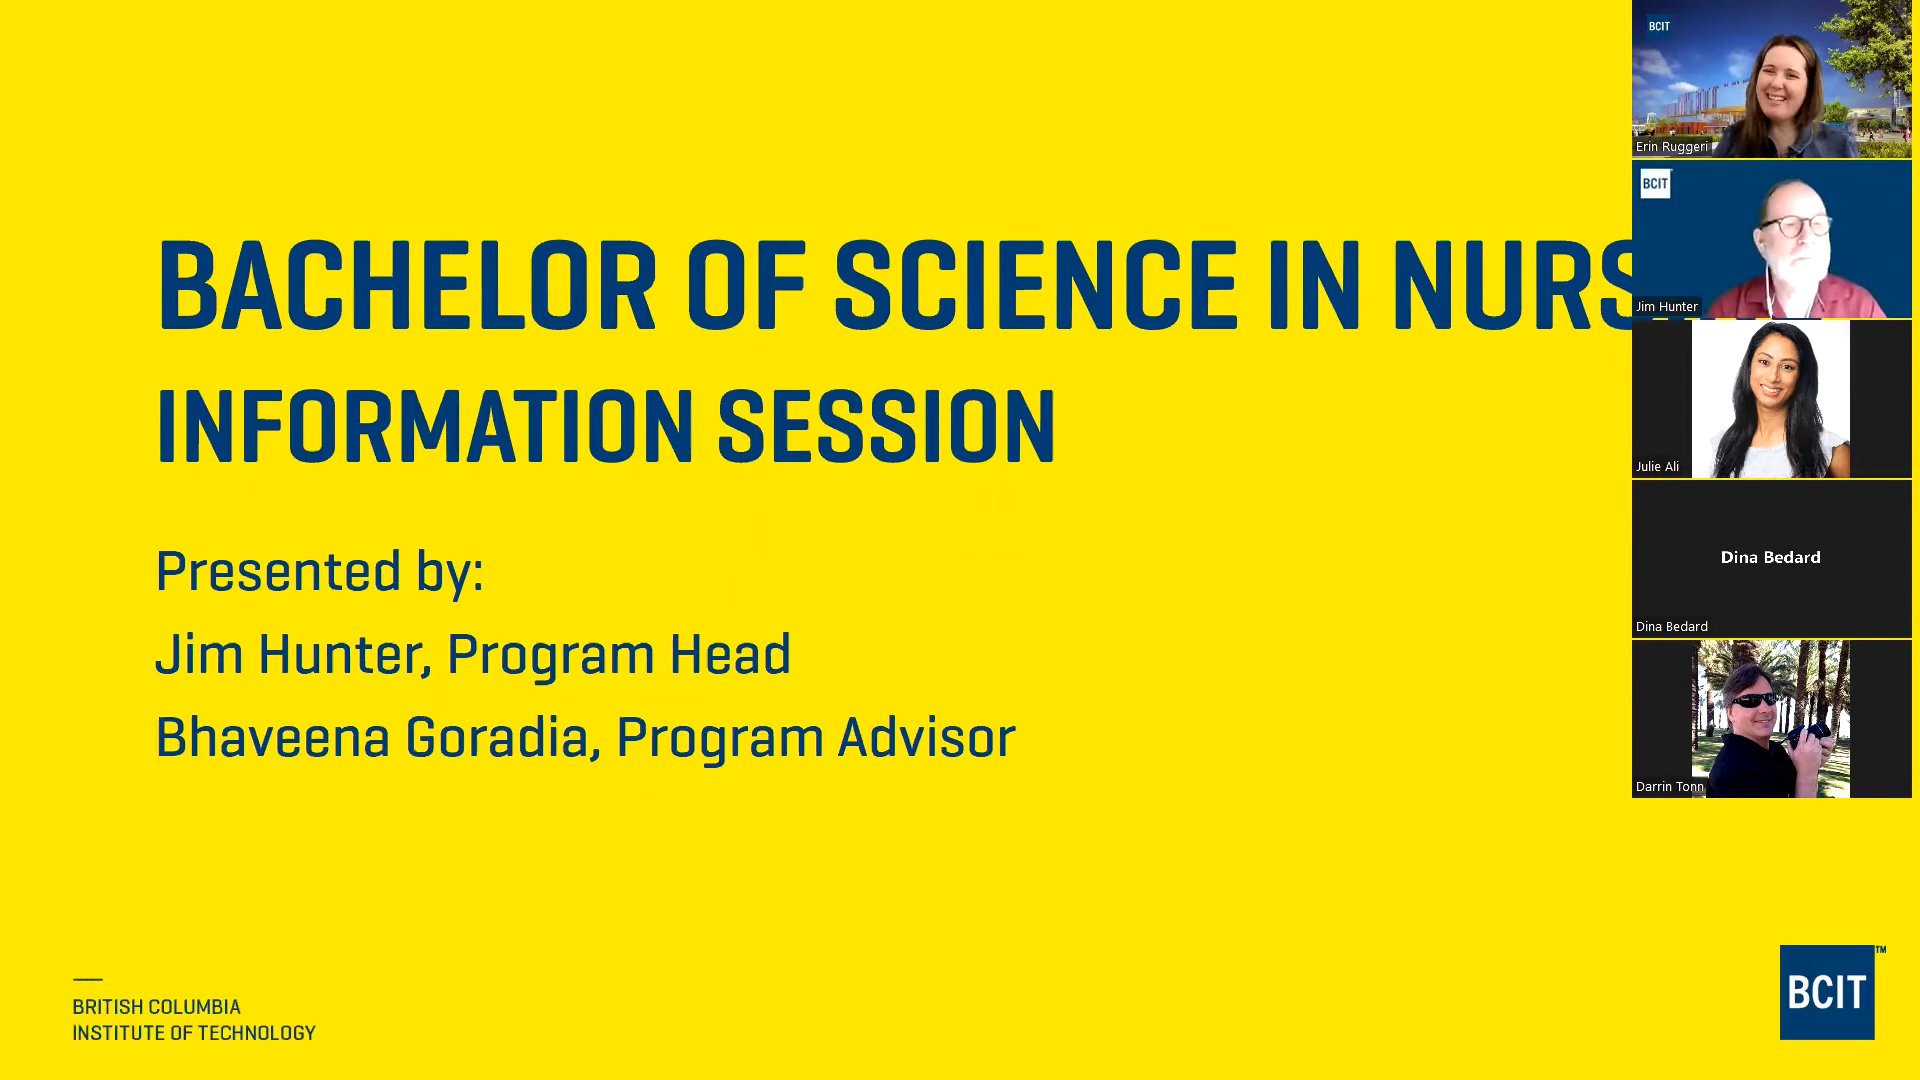 BACHELOR OF SCIENCE IN NURS
INFORMATION SESSION
Presented by:
Jim Hunter, Program Head
Bhaveena Goradia, Program Advisor
BRITISH COLUMBIA
INSTITUTE OF TECHNOLOGY
BCIT
Erin Ruggeri
BCIT
Jim Hunter
Julie Ali
Dina Bedard
Dina Bedard
Darrin Tonn
BCIT™